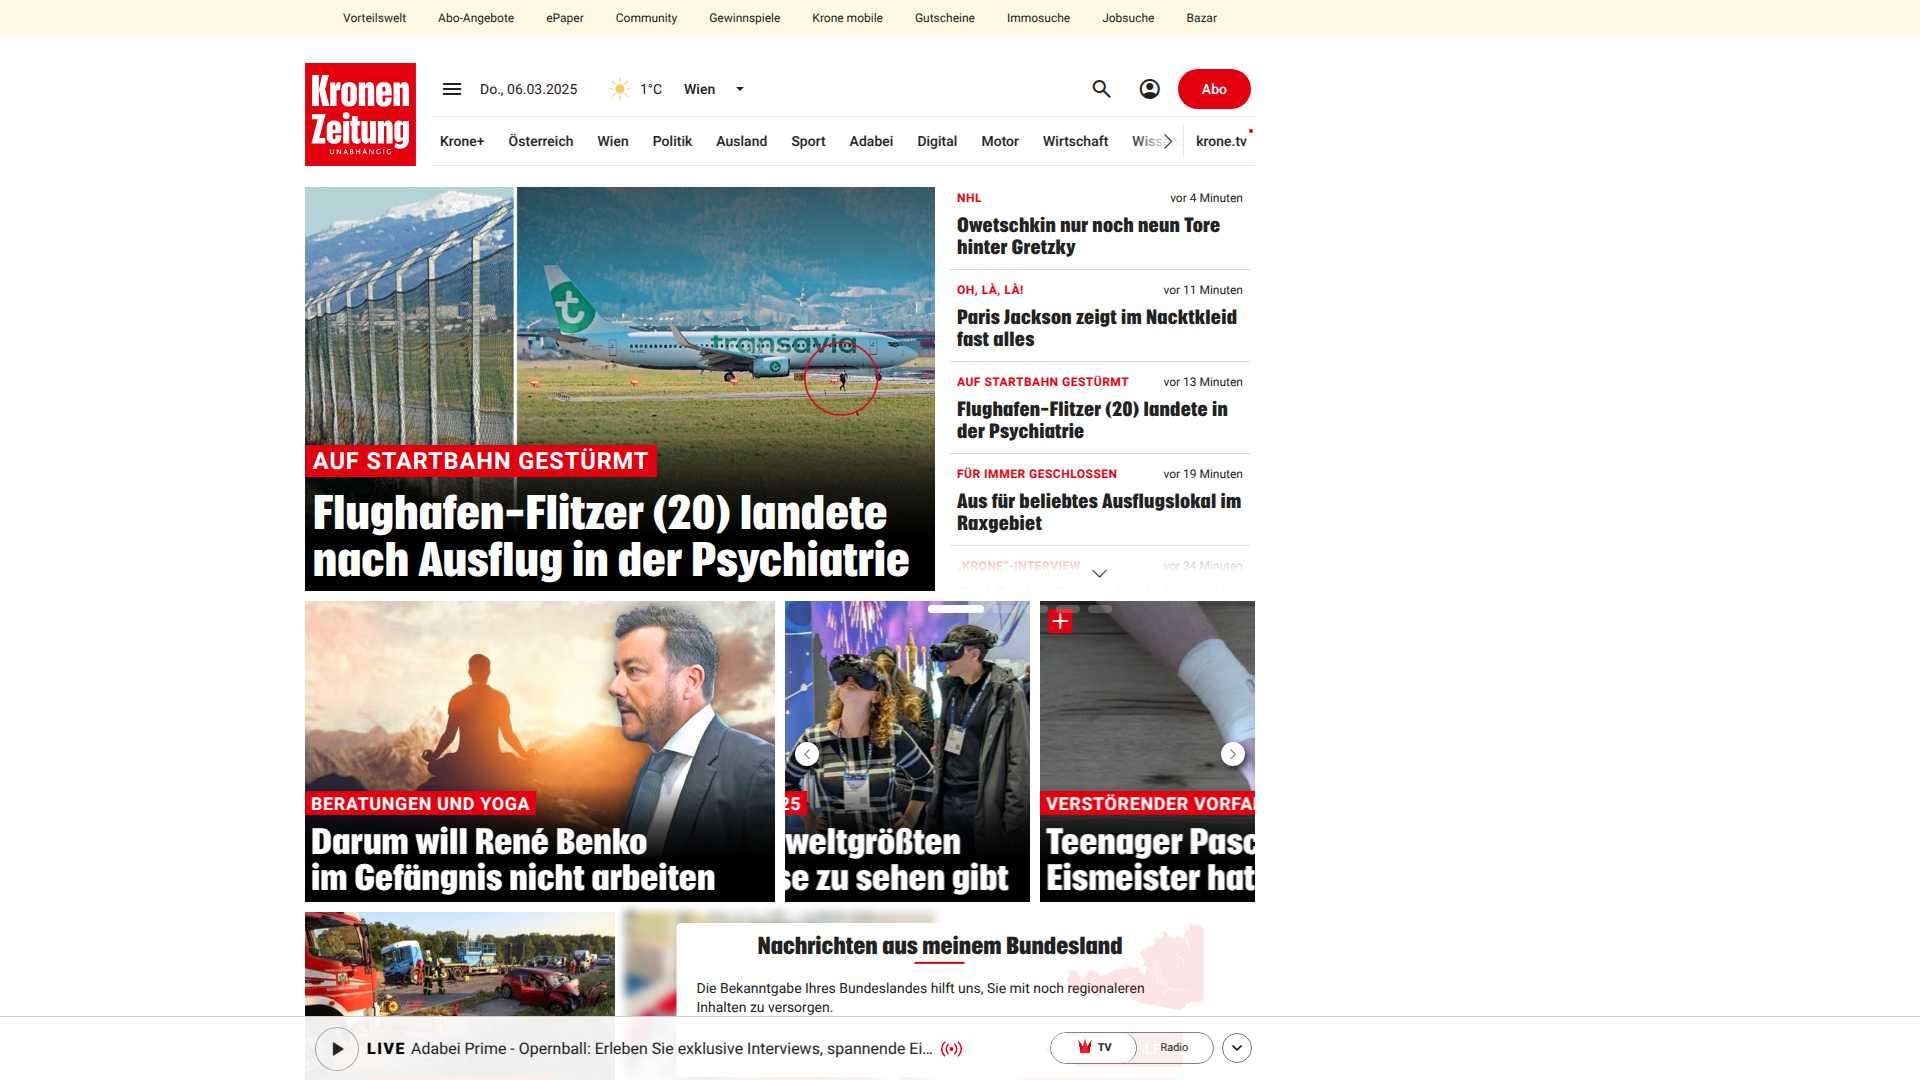 Vorteilswelt Abo-Angebote ePaper Community Gewinnspiele Krone mobile Gutscheine Immosuche Jobsuche Bazar
Kronen
Zeitung
UNABHÄNGIG
Do., 06.03.2025 1°C Wien Abo
Krone+ Österreich Wien Politik Ausland Sport Adabei Digital Motor Wirtschaft krone.tv
transavia
AUF STARTBAHN GESTÜRMT
Flughafen-Flitzer (20) landete
nach Ausflug in der Psychiatrie
NHL vor 4 Minuten
Owetschkin nur noch neun Tore
hinter Gretzky
OH, LÀ, LÀ! vor 11 Minuten
Paris Jackson zeigt im Nacktkleid
fast alles
AUF STARTBAHN GESTÜRMT vor 13 Minuten
Flughafen-Flitzer (20) landete in
der Psychiatrie
FÜR IMMER GESCHLOSSEN vor 19 Minuten
Aus für beliebtes Ausflugslokal im
Raxgebiet
„KRONE“-INTERVIEW vor 34 Minuten
BERATUNGEN UND YOGA
Darum will René Benko
im Gefängnis nicht arbeiten
25
weltgrößten
se zu sehen gibt
VERSTÖRENDER VORFA
Teenager Pasc
Eismeister hat
Nachrichten aus meinem Bundesland
Die Bekanntgabe Ihres Bundeslandes hilft uns, Sie mit noch regionaleren
Inhalten zu versorgen.
LIVE Adabei Prime - Opernball: Erleben Sie exklusive Interviews, spannende Ei... TV Radio